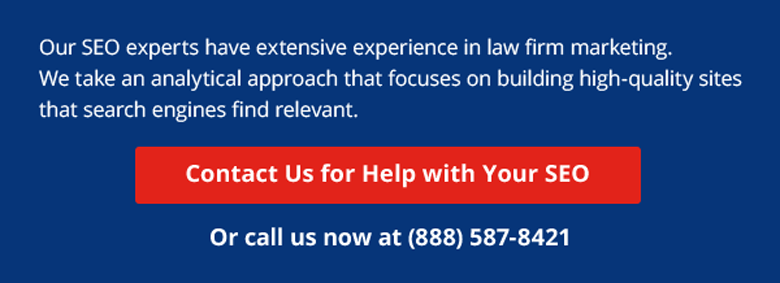 Our SEO experts have extensive experience in law firm marketing.
We take an analytical approach that focuses on building high-quality sites
that search engines find relevant.
Contact Us for Help with Your SEO
Or call us now at (888) 587-8421